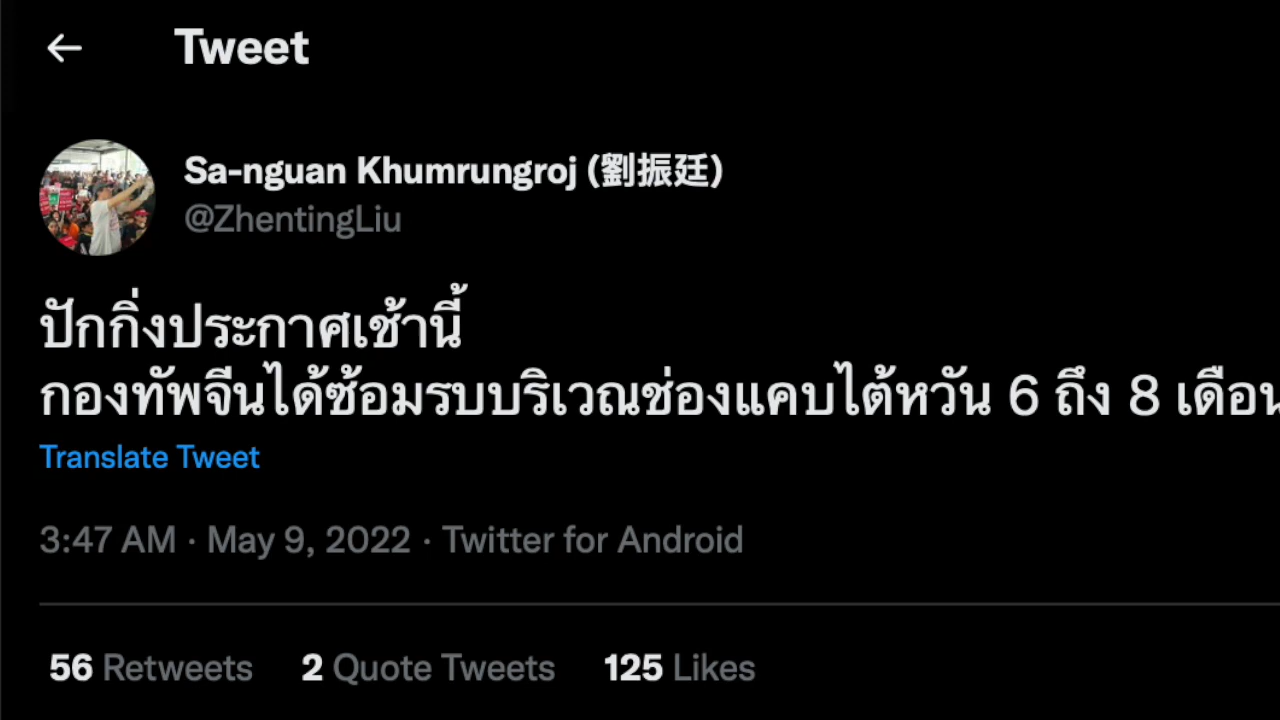 Tweet
Sa-nguan Khumrungroj (劉振廷)
@ZhentingLiu
ปักกิ่งประกาศเช้านี้
กองทัพจีนได้ซ้อมรบบริเวณช่องแคบไต้หวัน 6 ถึง 8 เดือน
Translate Tweet
3:47 AM · May 9, 2022 · Twitter for Android
56 Retweets 2 Quote Tweets 125 Likes